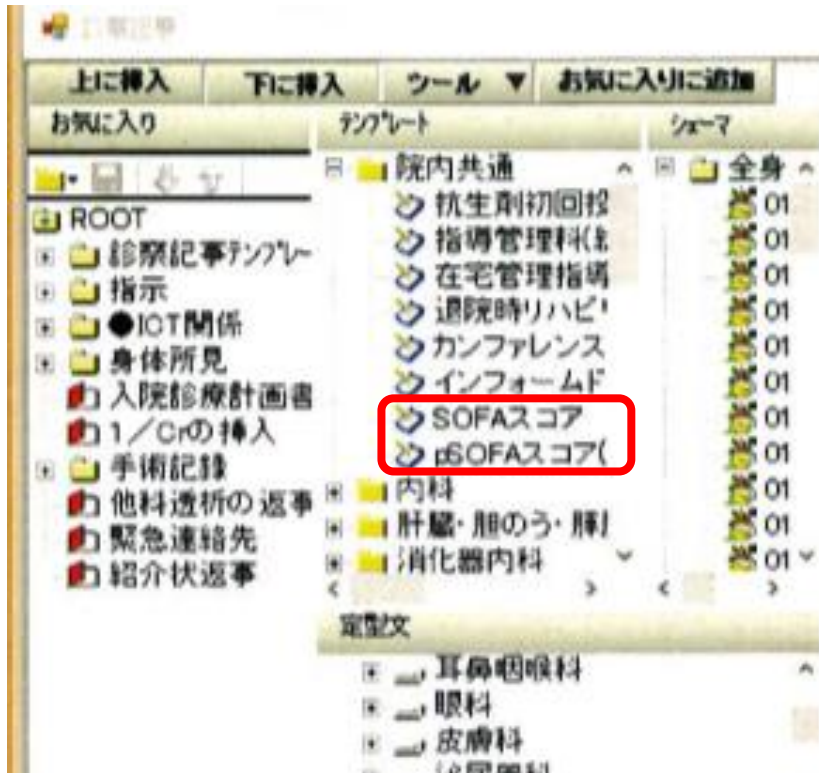 上に挿入 下に挿入 ツール ▼ お気に入りに追加
お気に入り
ROOT
診察記事テンプレー
指示
●ICT関係
身体所見
入院診療計画書
1/Crの挿入
手術記録
他科透析の返事
緊急連絡先
紹介状返事
テンプレート
院内共通
抗生剤初回投
指導管理料(
在宅管理指導
退院時リハビ
カンファレンス
インフォームド
SOFAスコア
pSOFAスコア(
内科
肝臓・胆のう・膵
消化器内科
シェーマ
全身
01
01
01
01
01
01
01
01
01
01
01
定型文
耳鼻咽喉科
眼科
皮膚科
泌尿器科